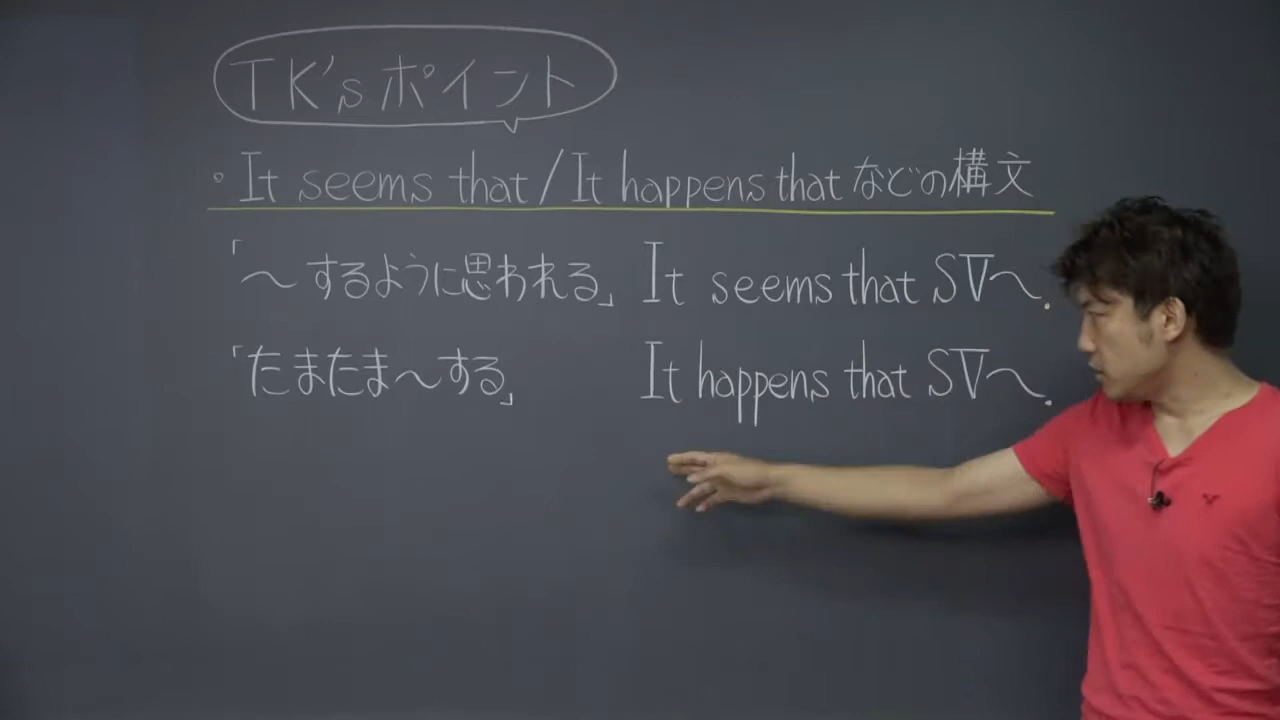 TK'sポイント
• It seems that / It happens that などの構文
「〜するように思われる」 It seems that SV〜.
「たまたま〜する」 It happens that SV〜.